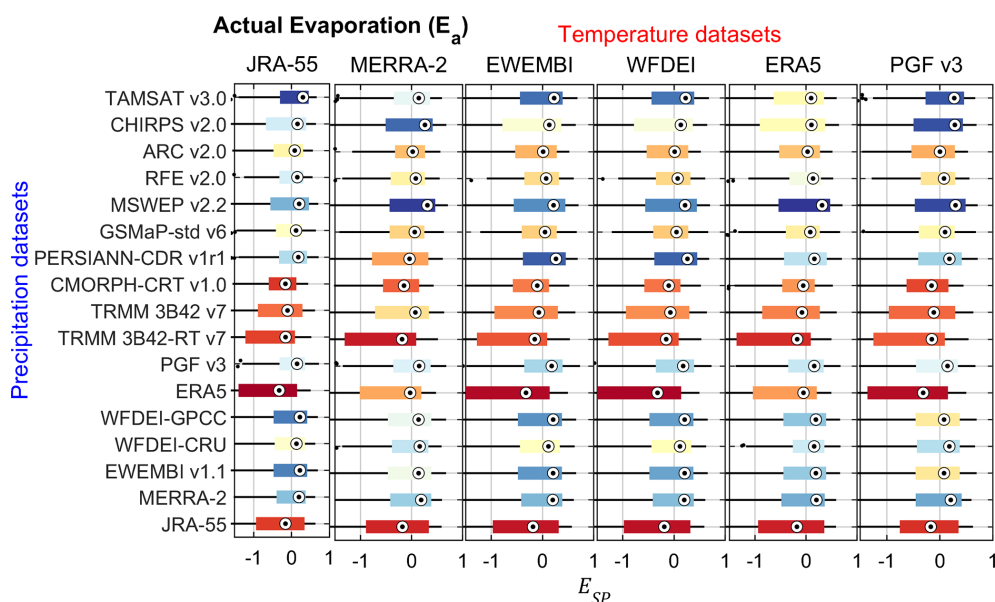 Actual Evaporation (Ea)
Temperature datasets
JRA-55 MERRA-2 EWEMBI WFDEI ERA5 PGF v3
Precipitation datasets
TAMSAT v3.0
CHIRPS v2.0
ARC v2.0
RFE v2.0
MSWEP v2.2
GSMaP-std v6
PERSIANN-CDR v1r1
CMORPH-CRT v1.0
TRMM 3B42 v7
TRMM 3B42-RT v7
PGF v3
ERA5
WFDEI-GPCC
WFDEI-CRU
EWEMBI v1.1
MERRA-2
JRA-55
-1 0 1 -1 0 1 -1 0 1 -1 0 1 -1 0 1 -1 0 1
ESP